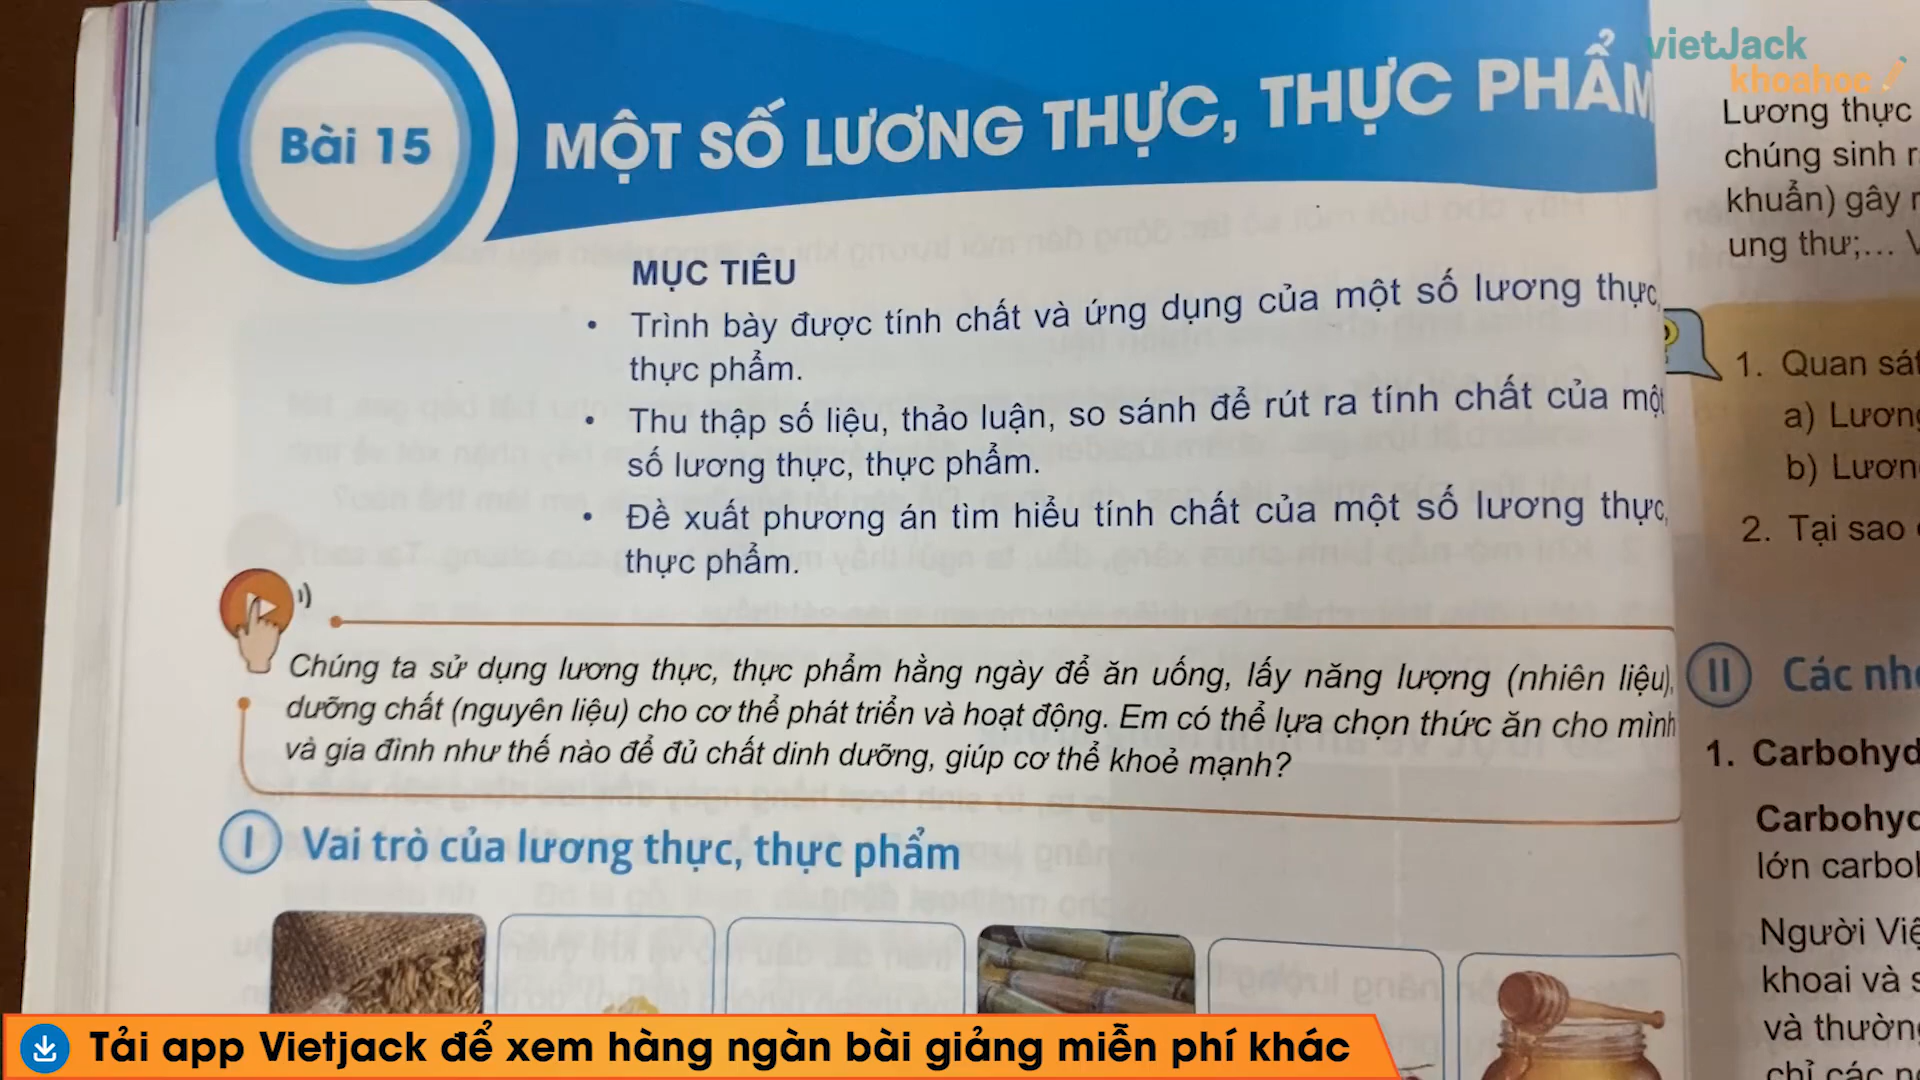 vietJack
khoahoc
Bài 15
MỘT SỐ LƯƠNG THỰC, THỰC PHẨM
MỤC TIÊU
• Trình bày được tính chất và ứng dụng của một số lương thực,
thực phẩm.
• Thu thập số liệu, thảo luận, so sánh để rút ra tính chất của một
số lương thực, thực phẩm.
• Đề xuất phương án tìm hiểu tính chất của một số lương thực,
thực phẩm.
Chúng ta sử dụng lương thực, thực phẩm hằng ngày để ăn uống, lấy năng lượng (nhiên liệu),
dưỡng chất (nguyên liệu) cho cơ thể phát triển và hoạt động. Em có thể lựa chọn thức ăn cho mình
và gia đình như thế nào để đủ chất dinh dưỡng, giúp cơ thể khoẻ mạnh?
I Vai trò của lương thực, thực phẩm
Lương thực
chúng sinh
khuẩn) gây
ung thư;...
1. Quan sát
a) Lương
b) Lương
2. Tại sao
II Các
1.
Người
khoai và
và
chỉ các
Tải app Vietjack để xem hàng ngàn bài giảng miễn phí khác